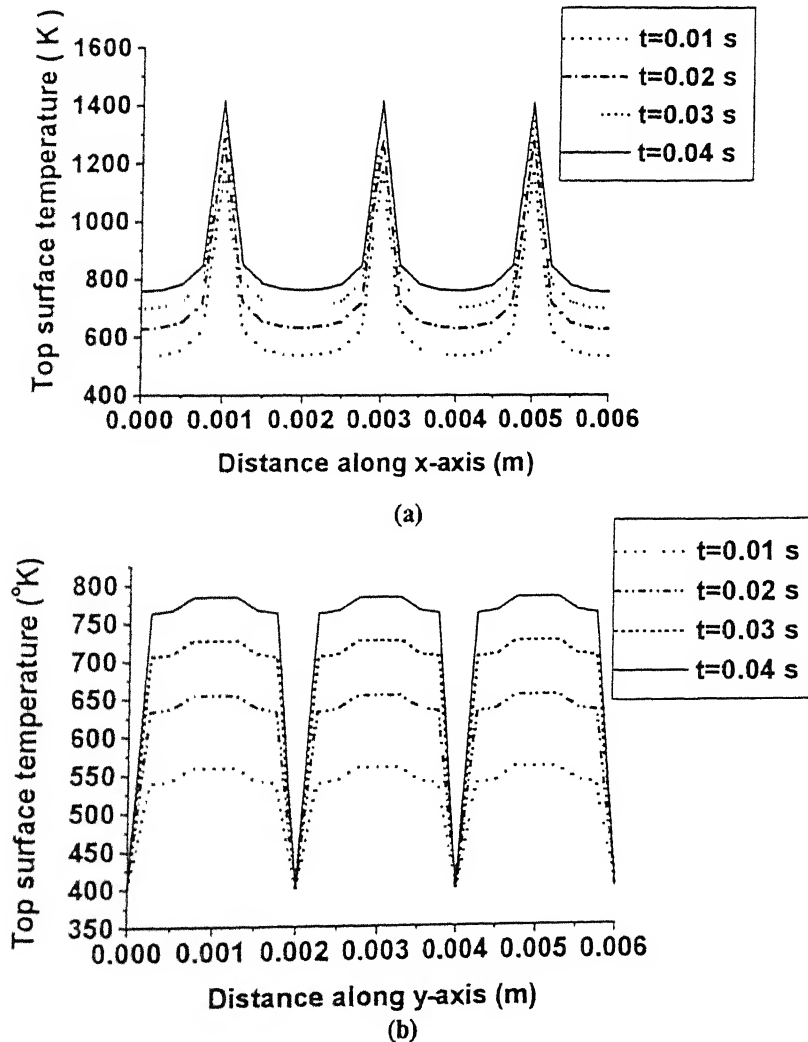 t=0.01 s
t=0.02 s
t=0.03 s
t=0.04 s
Top surface temperature ( K )
1600
1400
1200
1000
800
600
400
0.000 0.001 0.002 0.003 0.004 0.005 0.006
Distance along x-axis (m)
(a)
t=0.01 s
t=0.02 s
t=0.03 s
t=0.04 s
Top surface temperature (°K)
800
750
700
650
600
550
500
450
400
350
0.000 0.001 0.002 0.003 0.004 0.005 0.006
Distance along y-axis (m)
(b)